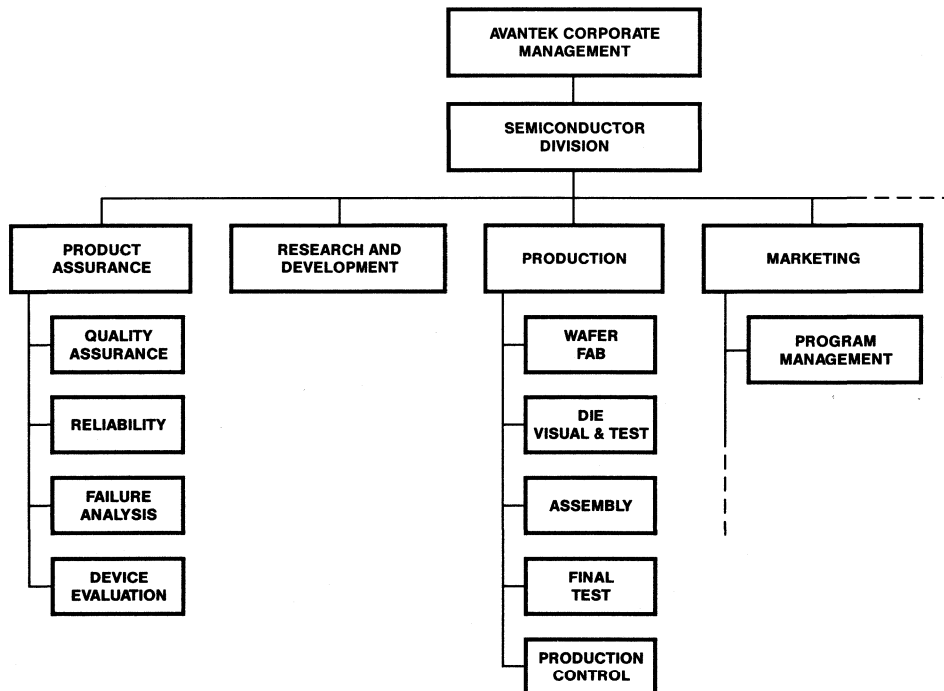 AVANTEK CORPORATE
MANAGEMENT
SEMICONDUCTOR
DIVISION
PRODUCT
ASSURANCE
RESEARCH AND
DEVELOPMENT
PRODUCTION
MARKETING
QUALITY
ASSURANCE
RELIABILITY
FAILURE
ANALYSIS
DEVICE
EVALUATION
WAFER
FAB
DIE
VISUAL & TEST
ASSEMBLY
FINAL
TEST
PRODUCTION
CONTROL
PROGRAM
MANAGEMENT